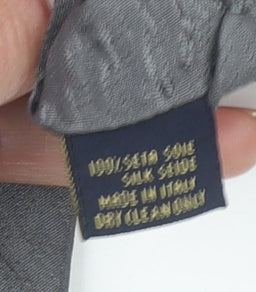 100% SETA SOIE
SILK SEIDE
MADE IN ITALY
DRY CLEAN ONLY